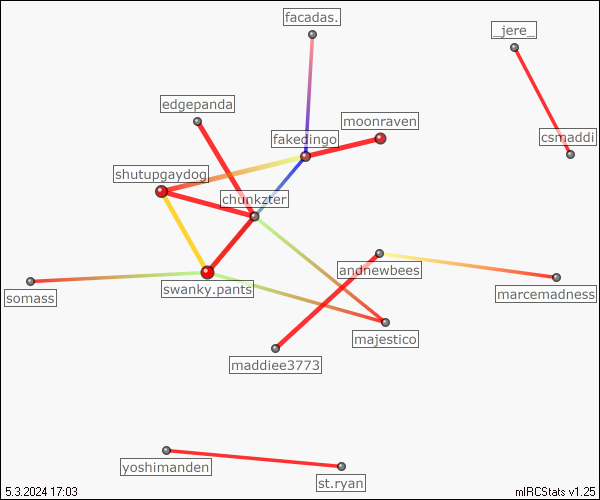 facadas.
_jere_
edgepanda
moonraven
csmaddi
fakedingo
shutupgaydog
chunkzter
andnewbees
somass
swanky.pants
marcemadness
majestico
maddiee3773
yoshimanden
st.ryan
5.3.2024 17:03
mIRCStats v1.25